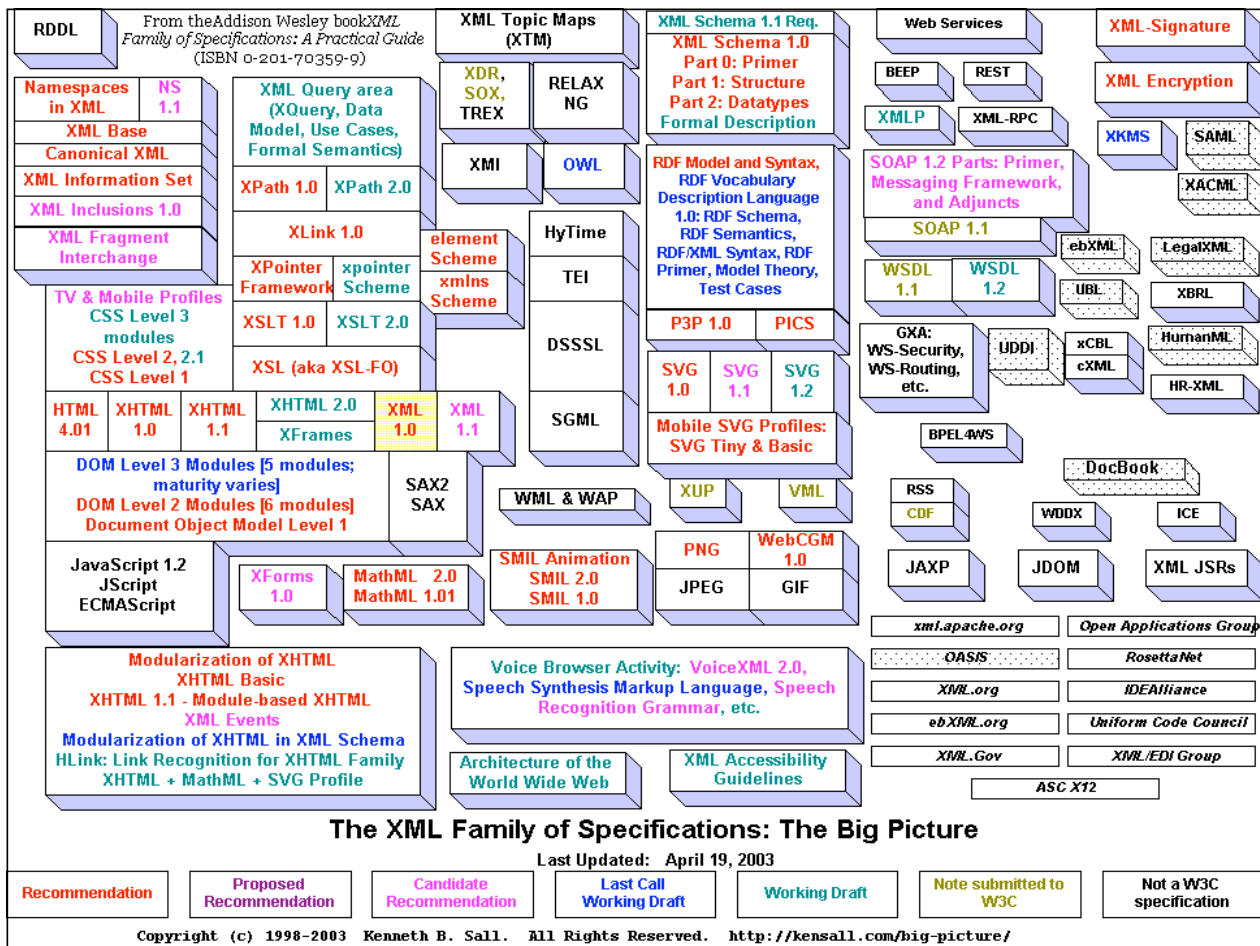 RDDL
From theAddison Wesley bookXML
Family of Specifications: A Practical Guide
(ISBN 0-201-70359-9)
Namespaces
in XML
NS
1.1
XML Base
Canonical XML
XML Information Set
XML Inclusions 1.0
XML Fragment
Interchange
XML Query area
(XQuery, Data
Model, Use Cases,
Formal Semantics)
XPath 1.0
XPath 2.0
XLink 1.0
XPointer
Framework
xpointer
Scheme
element
Scheme
xmlns
Scheme
XSLT 1.0
XSLT 2.0
XSL (aka XSL-FO)
TV & Mobile Profiles
CSS Level 3
modules
CSS Level 2, 2.1
CSS Level 1
HTML
4.01
XHTML
1.0
XHTML
1.1
XHTML 2.0
XFrames
XML
1.0
XML
1.1
DOM Level 3 Modules [5 modules;
maturity varies]
DOM Level 2 Modules [6 modules]
Document Object Model Level 1
SAX2
SAX
JavaScript 1.2
JScript
ECMAScript
XForms
1.0
MathML 2.0
MathML 1.01
Modularization of XHTML
XHTML Basic
XHTML 1.1 - Module-based XHTML
XML Events
Modularization of XHTML in XML Schema
HLink: Link Recognition for XHTML Family
XHTML + MathML + SVG Profile
XML Topic Maps
(XTM)
XDR,
SOX,
TREX
RELAX
NG
XMI
OWL
HyTime
TEI
DSSSL
SGML
WML & WAP
SMIL Animation
SMIL 2.0
SMIL 1.0
XML Schema 1.1 Req.
XML Schema 1.0
Part 0: Primer
Part 1: Structure
Part 2: Datatypes
Formal Description
RDF Model and Syntax,
RDF Vocabulary
Description Language
1.0: RDF Schema,
RDF Semantics,
RDF/XML Syntax, RDF
Primer, Model Theory,
Test Cases
P3P 1.0
PICS
SVG
1.0
SVG
1.1
SVG
1.2
Mobile SVG Profiles:
SVG Tiny & Basic
XUP
VML
PNG
WebCGM
1.0
JPEG
GIF
Voice Browser Activity: VoiceXML 2.0,
Speech Synthesis Markup Language, Speech
Recognition Grammar, etc.
Architecture of the
World Wide Web
XML Accessibility
Guidelines
Web Services
BEEP
REST
XMLP
XML-RPC
SOAP 1.2 Parts: Primer,
Messaging Framework,
and Adjuncts
SOAP 1.1
WSDL
1.1
WSDL
1.2
GXA:
WS-Security,
WS-Routing,
etc.
UDDI
BPEL4WS
XML-Signature
XML Encryption
XKMS
SAML
XACML
ebXML
LegalXML
UBL
XBRL
xCBL
cXML
HumanML
HR-XML
DocBook
RSS
CDF
WDDX
ICE
JAXP
JDOM
XML JSRs
xml.apache.org
Open Applications Group
OASIS
RosettaNet
XML.org
IDEAlliance
ebXML.org
Uniform Code Council
XML.Gov
XML/EDI Group
ASC X12
The XML Family of Specifications: The Big Picture
Last Updated: April 19, 2003
Recommendation
Proposed
Recommendation
Candidate
Recommendation
Last Call
Working Draft
Working Draft
Note submitted to
W3C
Not a W3C
specification
Copyright (c) 1998-2003 Kenneth B. Sall. All Rights Reserved. http://kensall.com/big-picture/